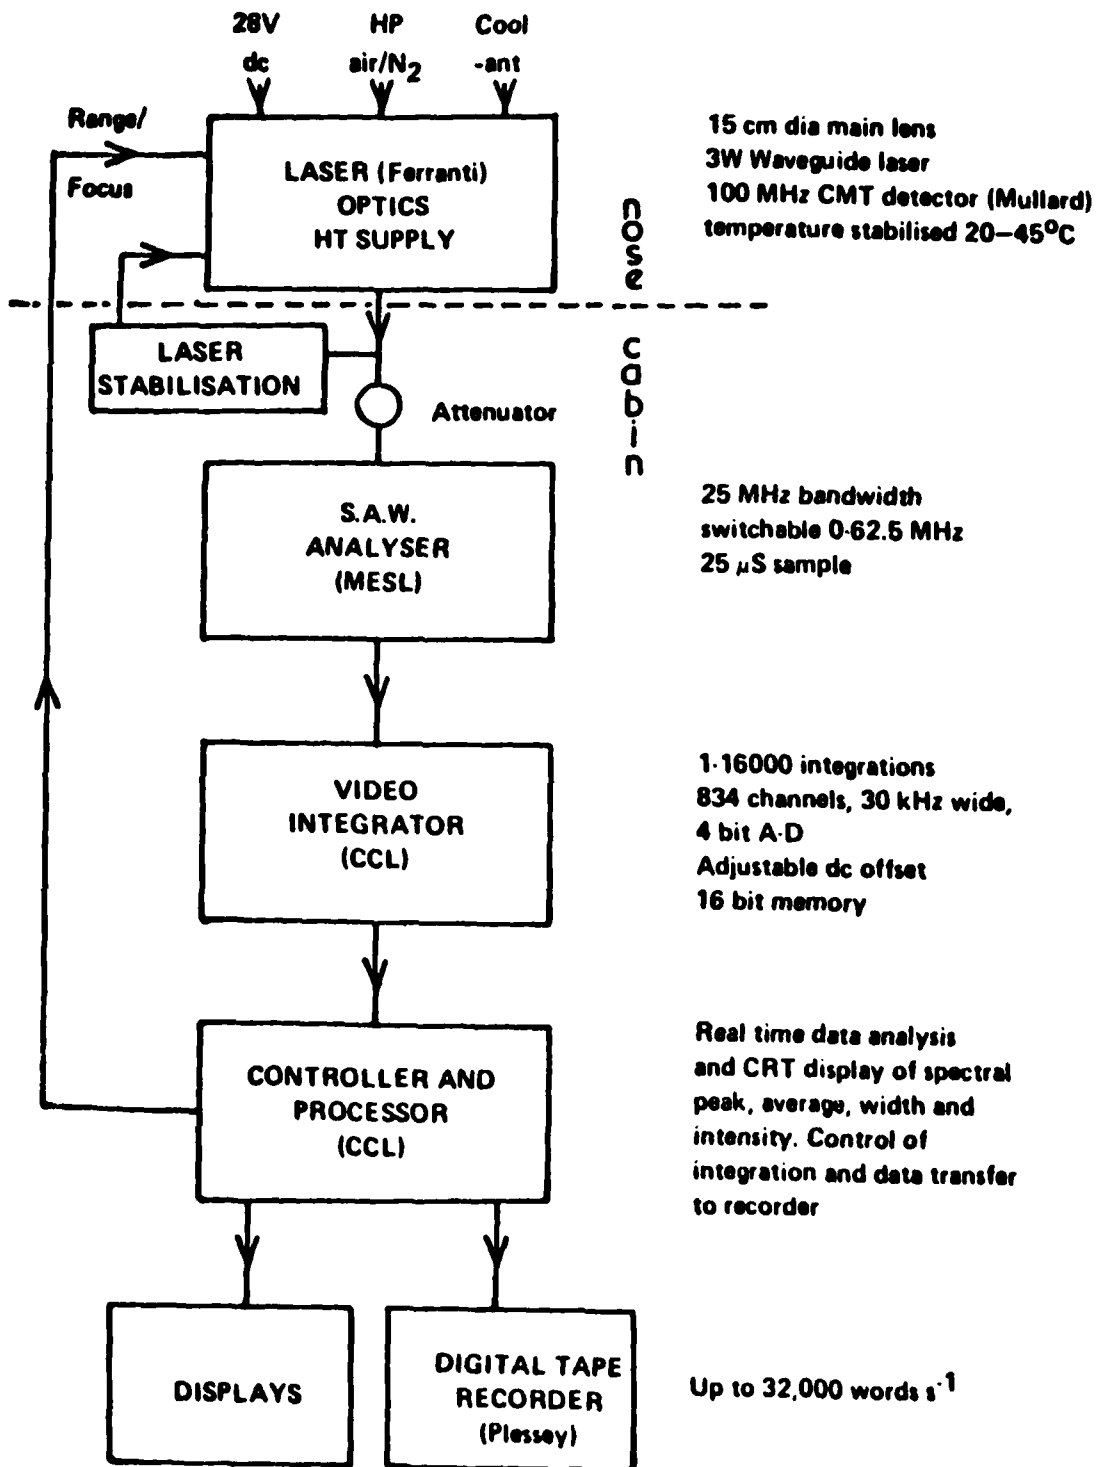 28V
dc
HP
air/N₂
Cool
-ant
Range/
Focus
LASER (Ferranti)
OPTICS
HT SUPPLY
15 cm dia main lens
3W Waveguide laser
100 MHz CMT detector (Mullard)
temperature stabilised 20–45°C
nose
cabin
LASER
STABILISATION
Attenuator
S.A.W.
ANALYSER
(MESL)
25 MHz bandwidth
switchable 0-62.5 MHz
25 μS sample
VIDEO
INTEGRATOR
(CCL)
1-16000 integrations
834 channels, 30 kHz wide,
4 bit A-D
Adjustable dc offset
16 bit memory
CONTROLLER AND
PROCESSOR
(CCL)
Real time data analysis
and CRT display of spectral
peak, average, width and
intensity. Control of
integration and data transfer
to recorder
DISPLAYS
DIGITAL TAPE
RECORDER
(Plessey)
Up to 32,000 words s⁻¹